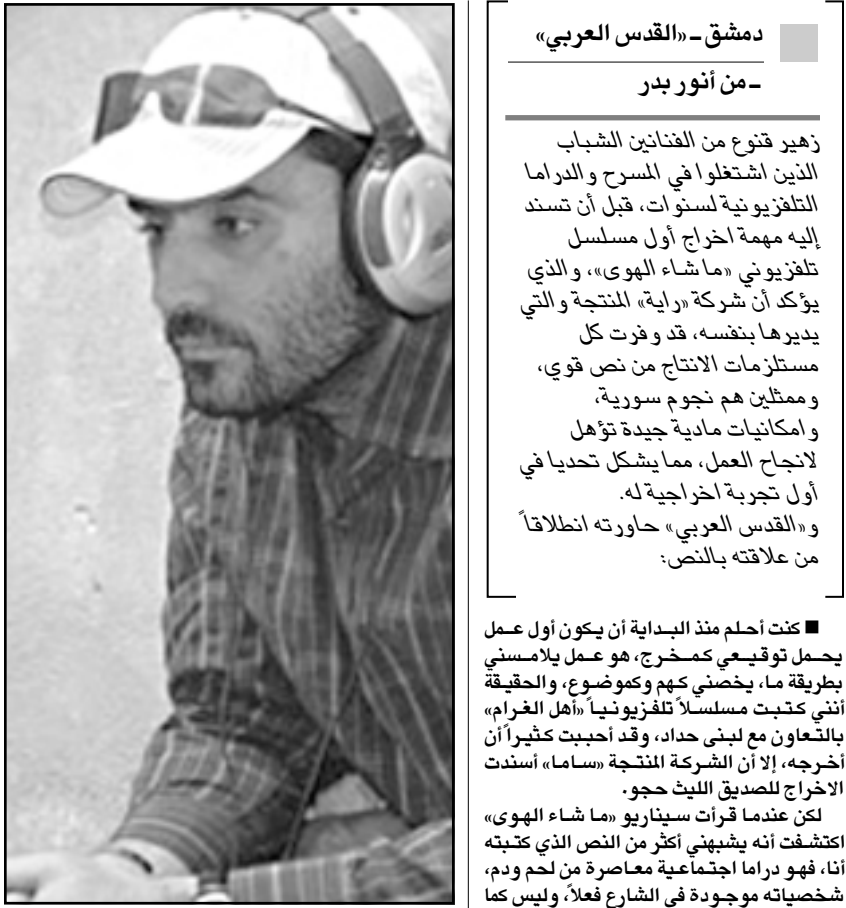 دمشق ـ «القدس العربي»
ـ من أنور بدر
زهير قنوع من الفنانين الشباب
الذين اشتغلوا في المسرح والدراما
التلفزيونية لسنوات، قبل أن تسند
إليه مهمة اخراج أول مسلسل
تلفزيوني «ما شاء الهوى»، والذي
يؤكد أن شركة «راية» المنتجة والتي
يديرها بنفسه، قد وفرت كل
مستلزمات الانتاج من نص قوي،
وممثلين هم نجوم سورية،
وامكانيات مادية جيدة تؤهل
لانجاح العمل، مما يشكل تحديا في
أول تجربة اخراجية له.
و«القدس العربي» حاورته انطلاقاً
من علاقته بالنص:
■ كنت أحلم منذ البداية أن يكون أول عمل
يحمل توقيعي كمخرج، هو عمل يلامسني
بطريقة ما، يخصني كهم وكموضوع، والحقيقة
أنني كتبت مسلسلاً تلفزيونياً «أهل الغرام»
بالتعاون مع لبنى حداد، وقد أحببت كثيراً أن
أخرجه، إلا أن الشركة المنتجة «ساما» أسندت
الاخراج للصديق الليث حجو.
لكن عندما قرأت سيناريو «ما شاء الهوى»
اكتشفت أنه يشبهني أكثر من النص الذي كتبته
أنا، فهو دراما اجتماعية معاصرة من لحم ودم،
شخصياته موجودة في الشارع فعلاً، وليس كما